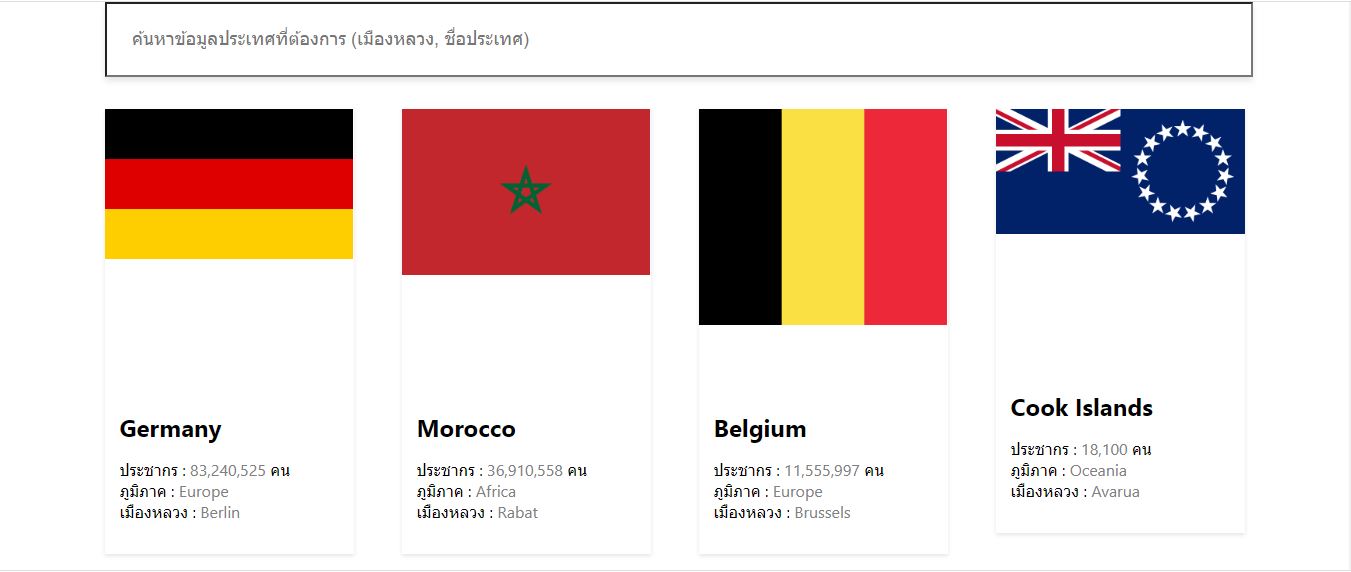 ค้นหาข้อมูลประเทศที่ต้องการ (เมืองหลวง, ชื่อประเทศ)
Germany
ประชากร : 83,240,525 คน
ภูมิภาค : Europe
เมืองหลวง : Berlin
Morocco
ประชากร : 36,910,558 คน
ภูมิภาค : Africa
เมืองหลวง : Rabat
Belgium
ประชากร : 11,555,997 คน
ภูมิภาค : Europe
เมืองหลวง : Brussels
Cook Islands
ประชากร : 18,100 คน
ภูมิภาค : Oceania
เมืองหลวง : Avarua